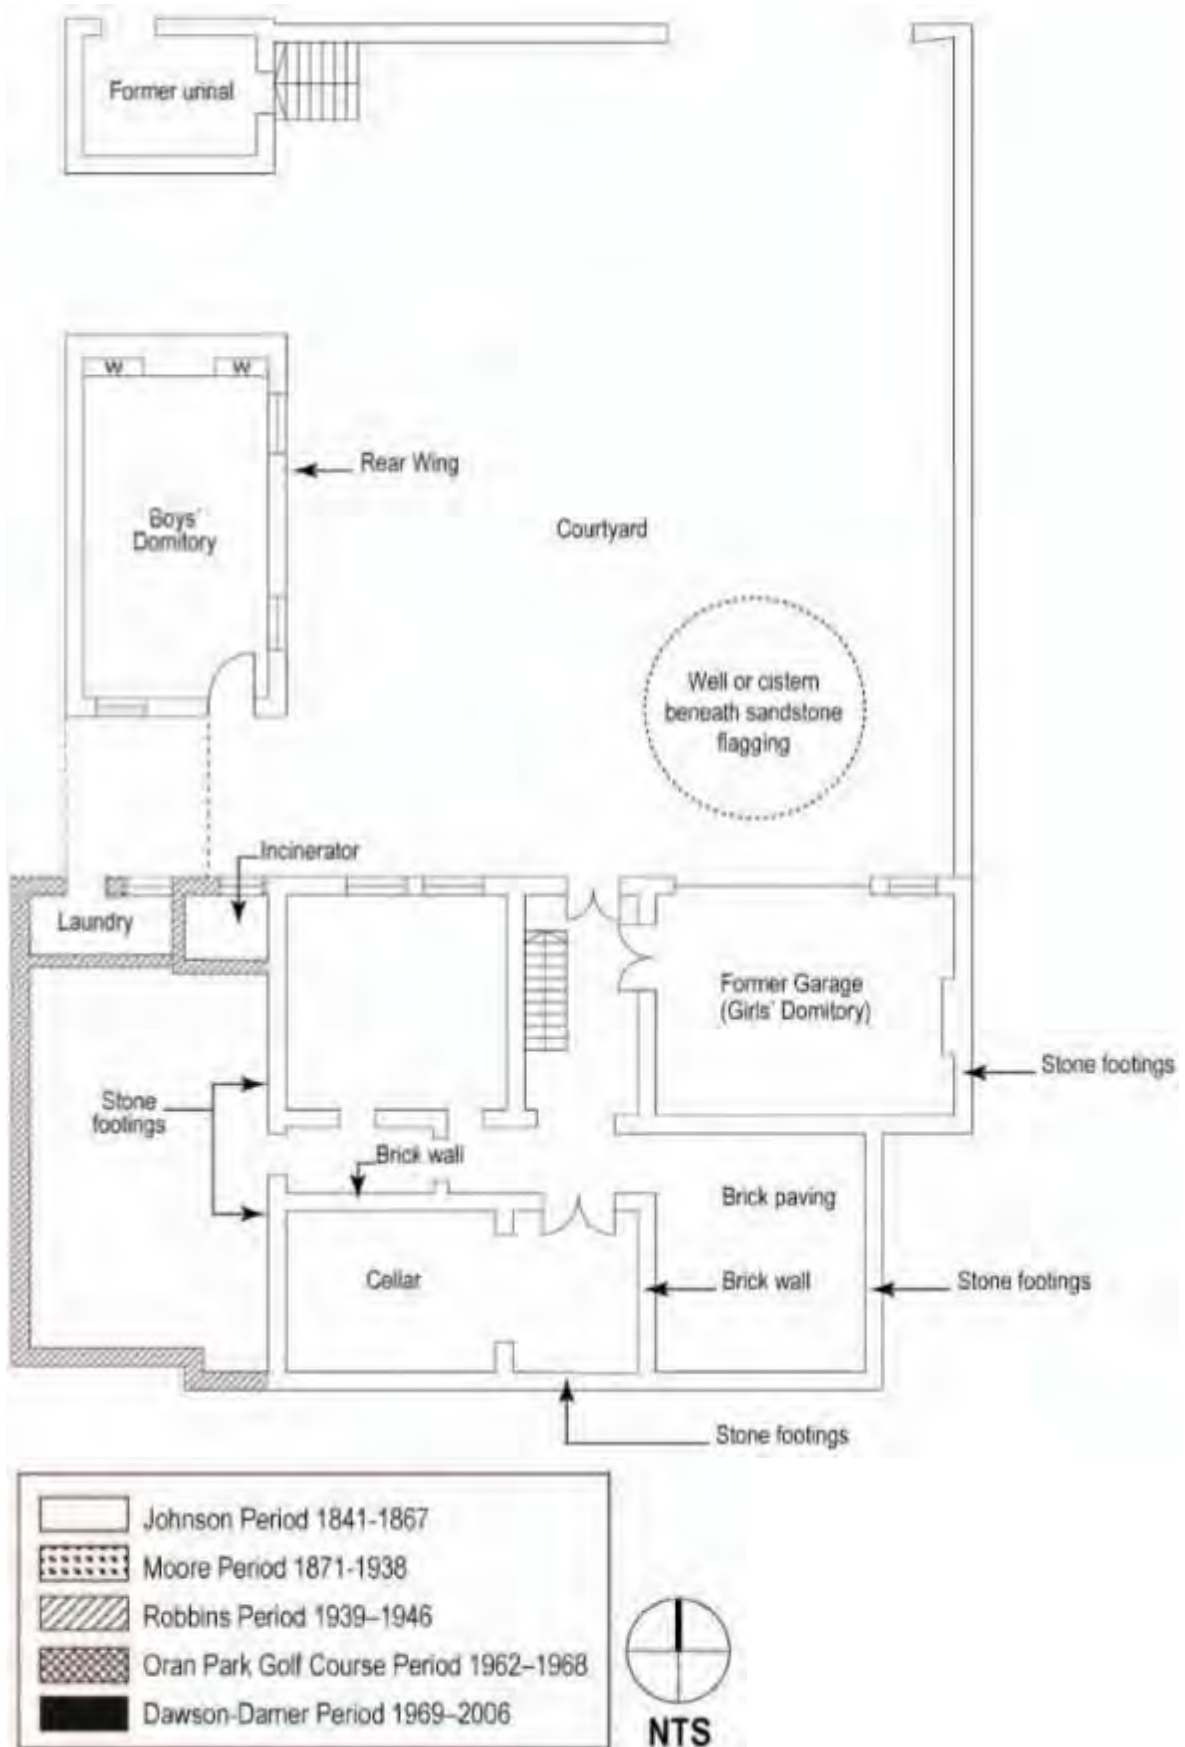 Former urinal
W
W
Rear Wing
Boys'
Domitory
Courtyard
Well or cistern
beneath sandstone
flagging
Incinerator
Laundry
Former Garage
(Girls' Domitory)
Stone footings
Stone
footings
Brick wall
Brick paving
Cellar
Brick wall
Stone footings
Stone footings
Johnson Period 1841-1867
Moore Period 1871-1938
Robbins Period 1939–1946
Oran Park Golf Course Period 1962–1968
Dawson-Damer Period 1969–2006
NTS